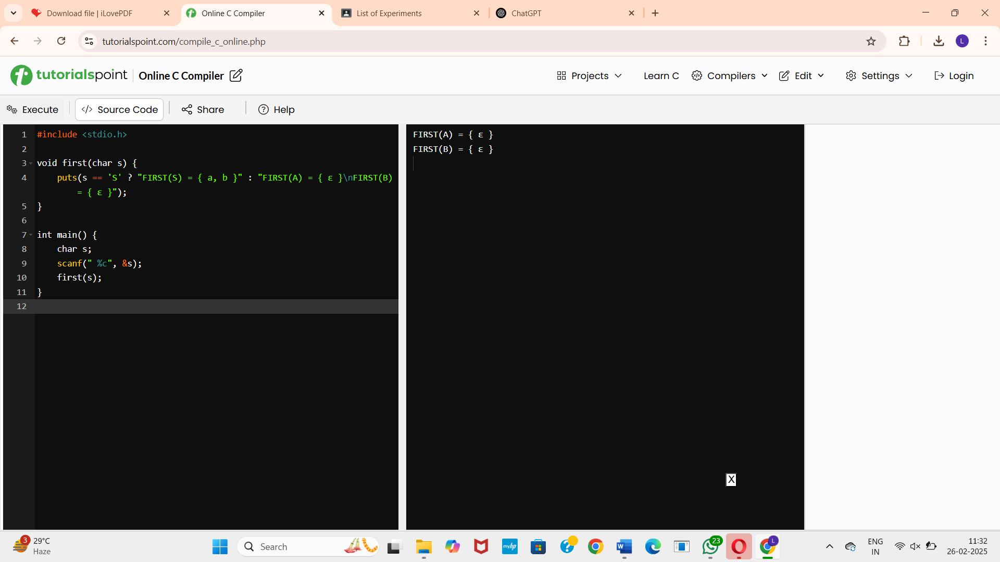 Download file | iLovePDF
Online C Compiler
List of Experiments
ChatGPT
tutorialspoint.com/compile_c_online.php
L
tutorialspoint
Online C Compiler
Projects
Learn C
Compilers
Edit
Settings
Login
Execute
</> Source Code
Share
Help
1 #include <stdio.h>
2
3 void first(char s) {
4 puts(s == 'S' ? "FIRST(S) = { a, b }" : "FIRST(A) = { ε }\nFIRST(B)
= { ε }");
5 }
6
7 int main() {
8 char s;
9 scanf(" %c", &s);
10 first(s);
11 }
12
FIRST(A) = { ε }
FIRST(B) = { ε }
X
3
29°C
Haze
Search
myhp
W
23
L
ENG
IN
11:32
26-02-2025